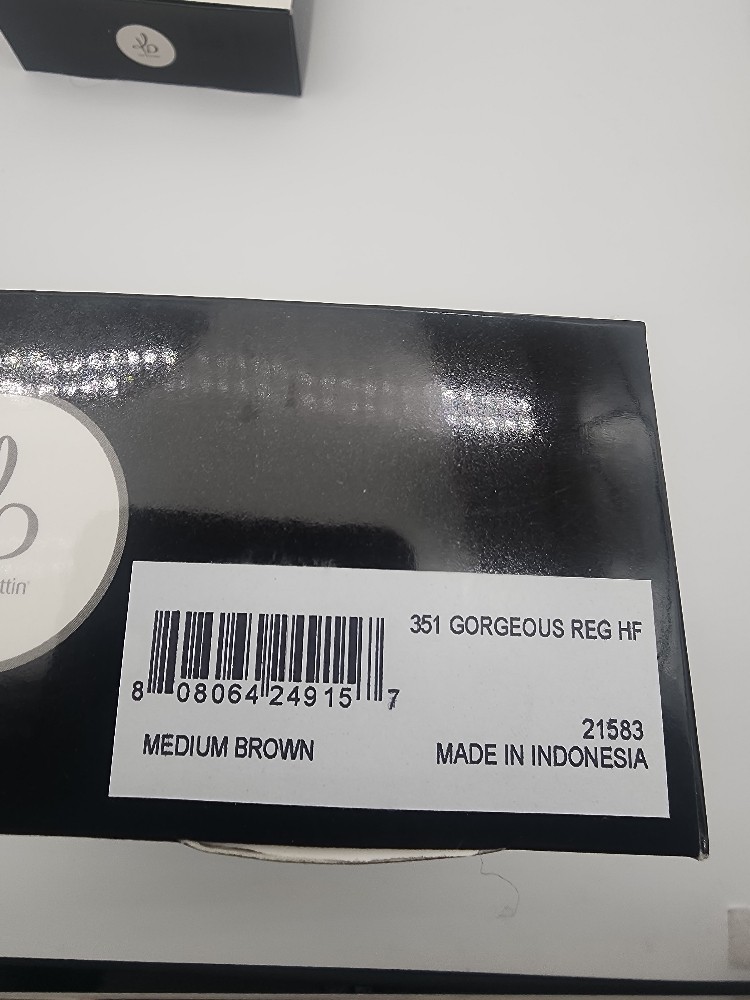 351 GORGEOUS REG HF
8 08064 24915 7
21583
MEDIUM BROWN
MADE IN INDONESIA